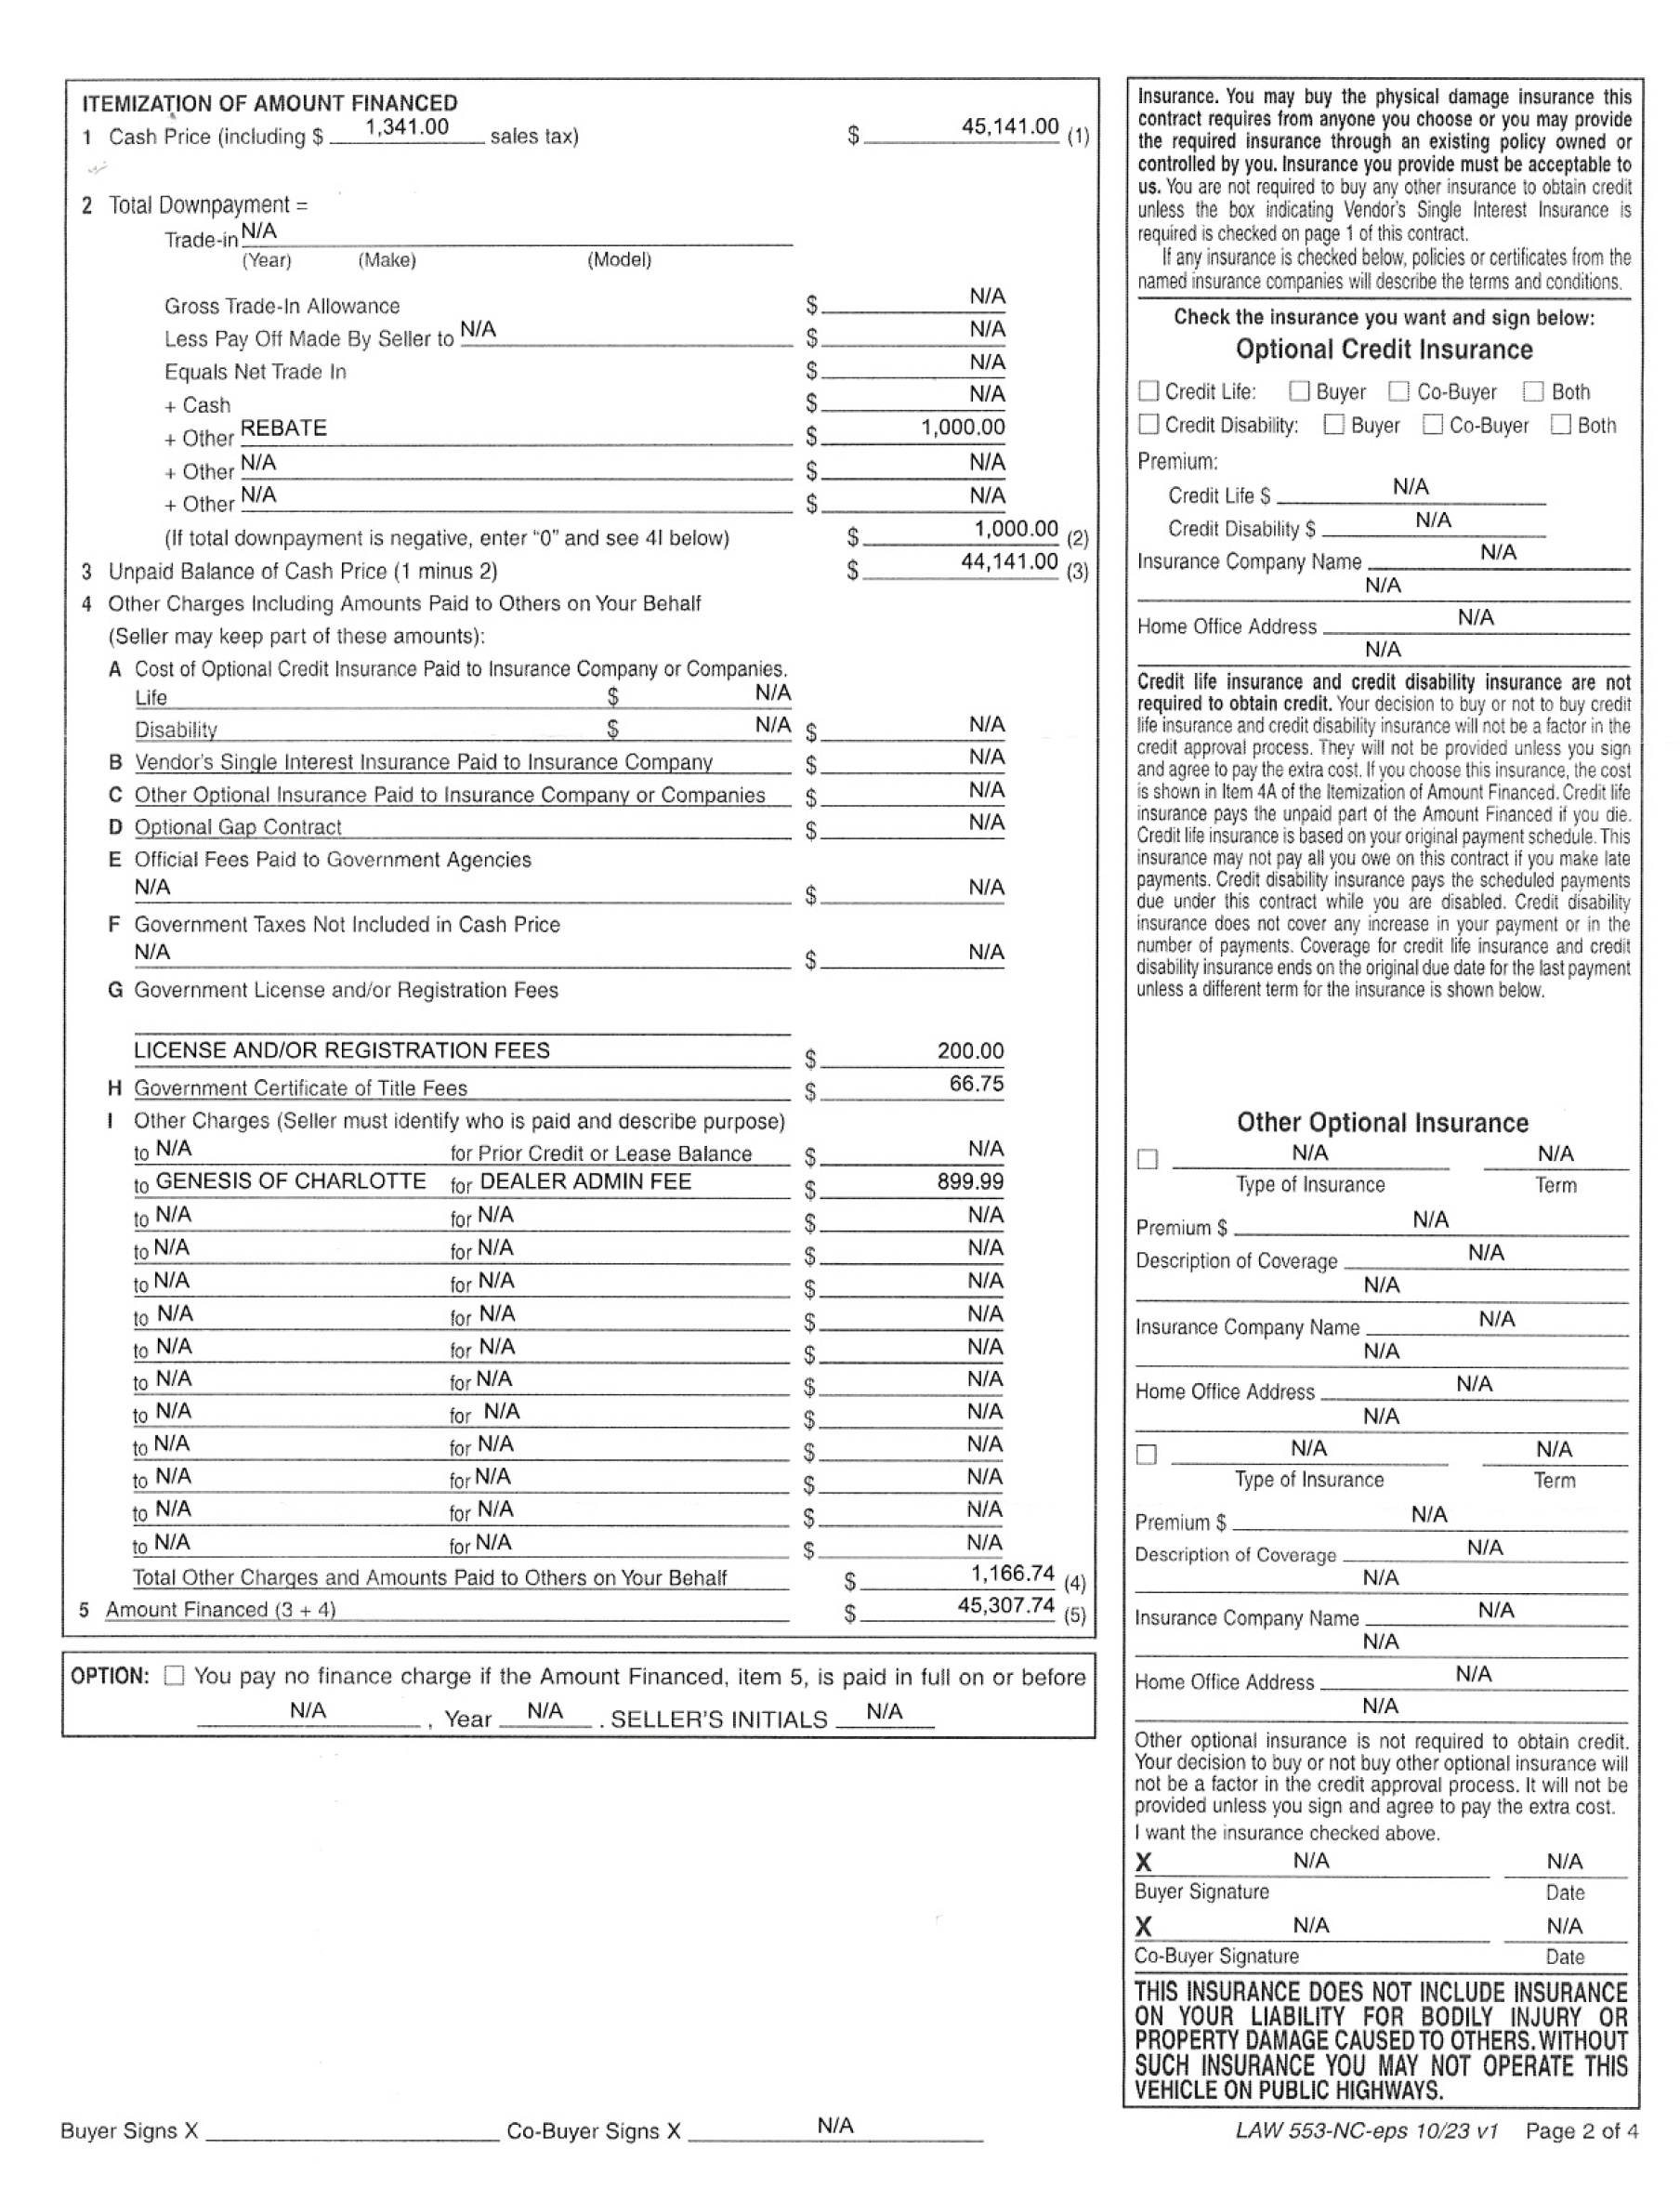 ITEMIZATION OF AMOUNT FINANCED
1 Cash Price (including $ 1,341.00 sales tax) $ 45,141.00 (1)
2 Total Downpayment =
Trade-in N/A
(Year) (Make) (Model)
Gross Trade-In Allowance $ N/A
Less Pay Off Made By Seller to N/A $ N/A
Equals Net Trade In $ N/A
+ Cash $ N/A
+ Other REBATE $ 1,000.00
+ Other N/A $ N/A
+ Other N/A $ N/A
(If total downpayment is negative, enter “0” and see 4I below) $ 1,000.00 (2)
3 Unpaid Balance of Cash Price (1 minus 2) $ 44,141.00 (3)
4 Other Charges Including Amounts Paid to Others on Your Behalf
(Seller may keep part of these amounts):
A Cost of Optional Credit Insurance Paid to Insurance Company or Companies.
Life $ N/A
Disability $ N/A $ N/A
B Vendor's Single Interest Insurance Paid to Insurance Company $ N/A
C Other Optional Insurance Paid to Insurance Company or Companies $ N/A
D Optional Gap Contract $ N/A
E Official Fees Paid to Government Agencies
N/A $ N/A
F Government Taxes Not Included in Cash Price
N/A $ N/A
G Government License and/or Registration Fees
LICENSE AND/OR REGISTRATION FEES $ 200.00
H Government Certificate of Title Fees $ 66.75
I Other Charges (Seller must identify who is paid and describe purpose)
to N/A for Prior Credit or Lease Balance $ N/A
to GENESIS OF CHARLOTTE for DEALER ADMIN FEE $ 899.99
to N/A for N/A $ N/A
to N/A for N/A $ N/A
to N/A for N/A $ N/A
to N/A for N/A $ N/A
to N/A for N/A $ N/A
to N/A for N/A $ N/A
to N/A for N/A $ N/A
to N/A for N/A $ N/A
to N/A for N/A $ N/A
to N/A for N/A $ N/A
to N/A for N/A $ N/A
Total Other Charges and Amounts Paid to Others on Your Behalf $ 1,166.74 (4)
5 Amount Financed (3 + 4) $ 45,307.74 (5)
OPTION: ☐ You pay no finance charge if the Amount Financed, item 5, is paid in full on or before
N/A , Year N/A . SELLER'S INITIALS N/A
Insurance. You may buy the physical damage insurance this
contract requires from anyone you choose or you may provide
the required insurance through an existing policy owned or
controlled by you. Insurance you provide must be acceptable to
us. You are not required to buy any other insurance to obtain credit
unless the box indicating Vendor's Single Interest Insurance is
required is checked on page 1 of this contract.
If any insurance is checked below, policies or certificates from the
named insurance companies will describe the terms and conditions.
Check the insurance you want and sign below:
Optional Credit Insurance
☐ Credit Life: ☐ Buyer ☐ Co-Buyer ☐ Both
☐ Credit Disability: ☐ Buyer ☐ Co-Buyer ☐ Both
Premium:
Credit Life $ N/A
Credit Disability $ N/A
Insurance Company Name N/A
N/A
Home Office Address N/A
N/A
Credit life insurance and credit disability insurance are not
required to obtain credit. Your decision to buy or not to buy credit
life insurance and credit disability insurance will not be a factor in the
credit approval process. They will not be provided unless you sign
and agree to pay the extra cost. If you choose this insurance, the cost
is shown in Item 4A of the Itemization of Amount Financed. Credit life
insurance pays the unpaid part of the Amount Financed if you die.
Credit life insurance is based on your original payment schedule. This
insurance may not pay all you owe on this contract if you make late
payments. Credit disability insurance pays the scheduled payments
due under this contract while you are disabled. Credit disability
insurance does not cover any increase in your payment or in the
number of payments. Coverage for credit life insurance and credit
disability insurance ends on the original due date for the last payment
unless a different term for the insurance is shown below.
Other Optional Insurance
☐ N/A N/A
Type of Insurance Term
Premium $ N/A
Description of Coverage N/A
N/A
Insurance Company Name N/A
N/A
Home Office Address N/A
N/A
☐ N/A N/A
Type of Insurance Term
Premium $ N/A
Description of Coverage N/A
N/A
Insurance Company Name N/A
N/A
Home Office Address N/A
N/A
Other optional insurance is not required to obtain credit.
Your decision to buy or not buy other optional insurance will
not be a factor in the credit approval process. It will not be
provided unless you sign and agree to pay the extra cost.
I want the insurance checked above.
X N/A N/A
Buyer Signature Date
X N/A N/A
Co-Buyer Signature Date
THIS INSURANCE DOES NOT INCLUDE INSURANCE
ON YOUR LIABILITY FOR BODILY INJURY OR
PROPERTY DAMAGE CAUSED TO OTHERS. WITHOUT
SUCH INSURANCE YOU MAY NOT OPERATE THIS
VEHICLE ON PUBLIC HIGHWAYS.
Buyer Signs X Co-Buyer Signs X N/A
LAW 553-NC-eps 10/23 v1 Page 2 of 4